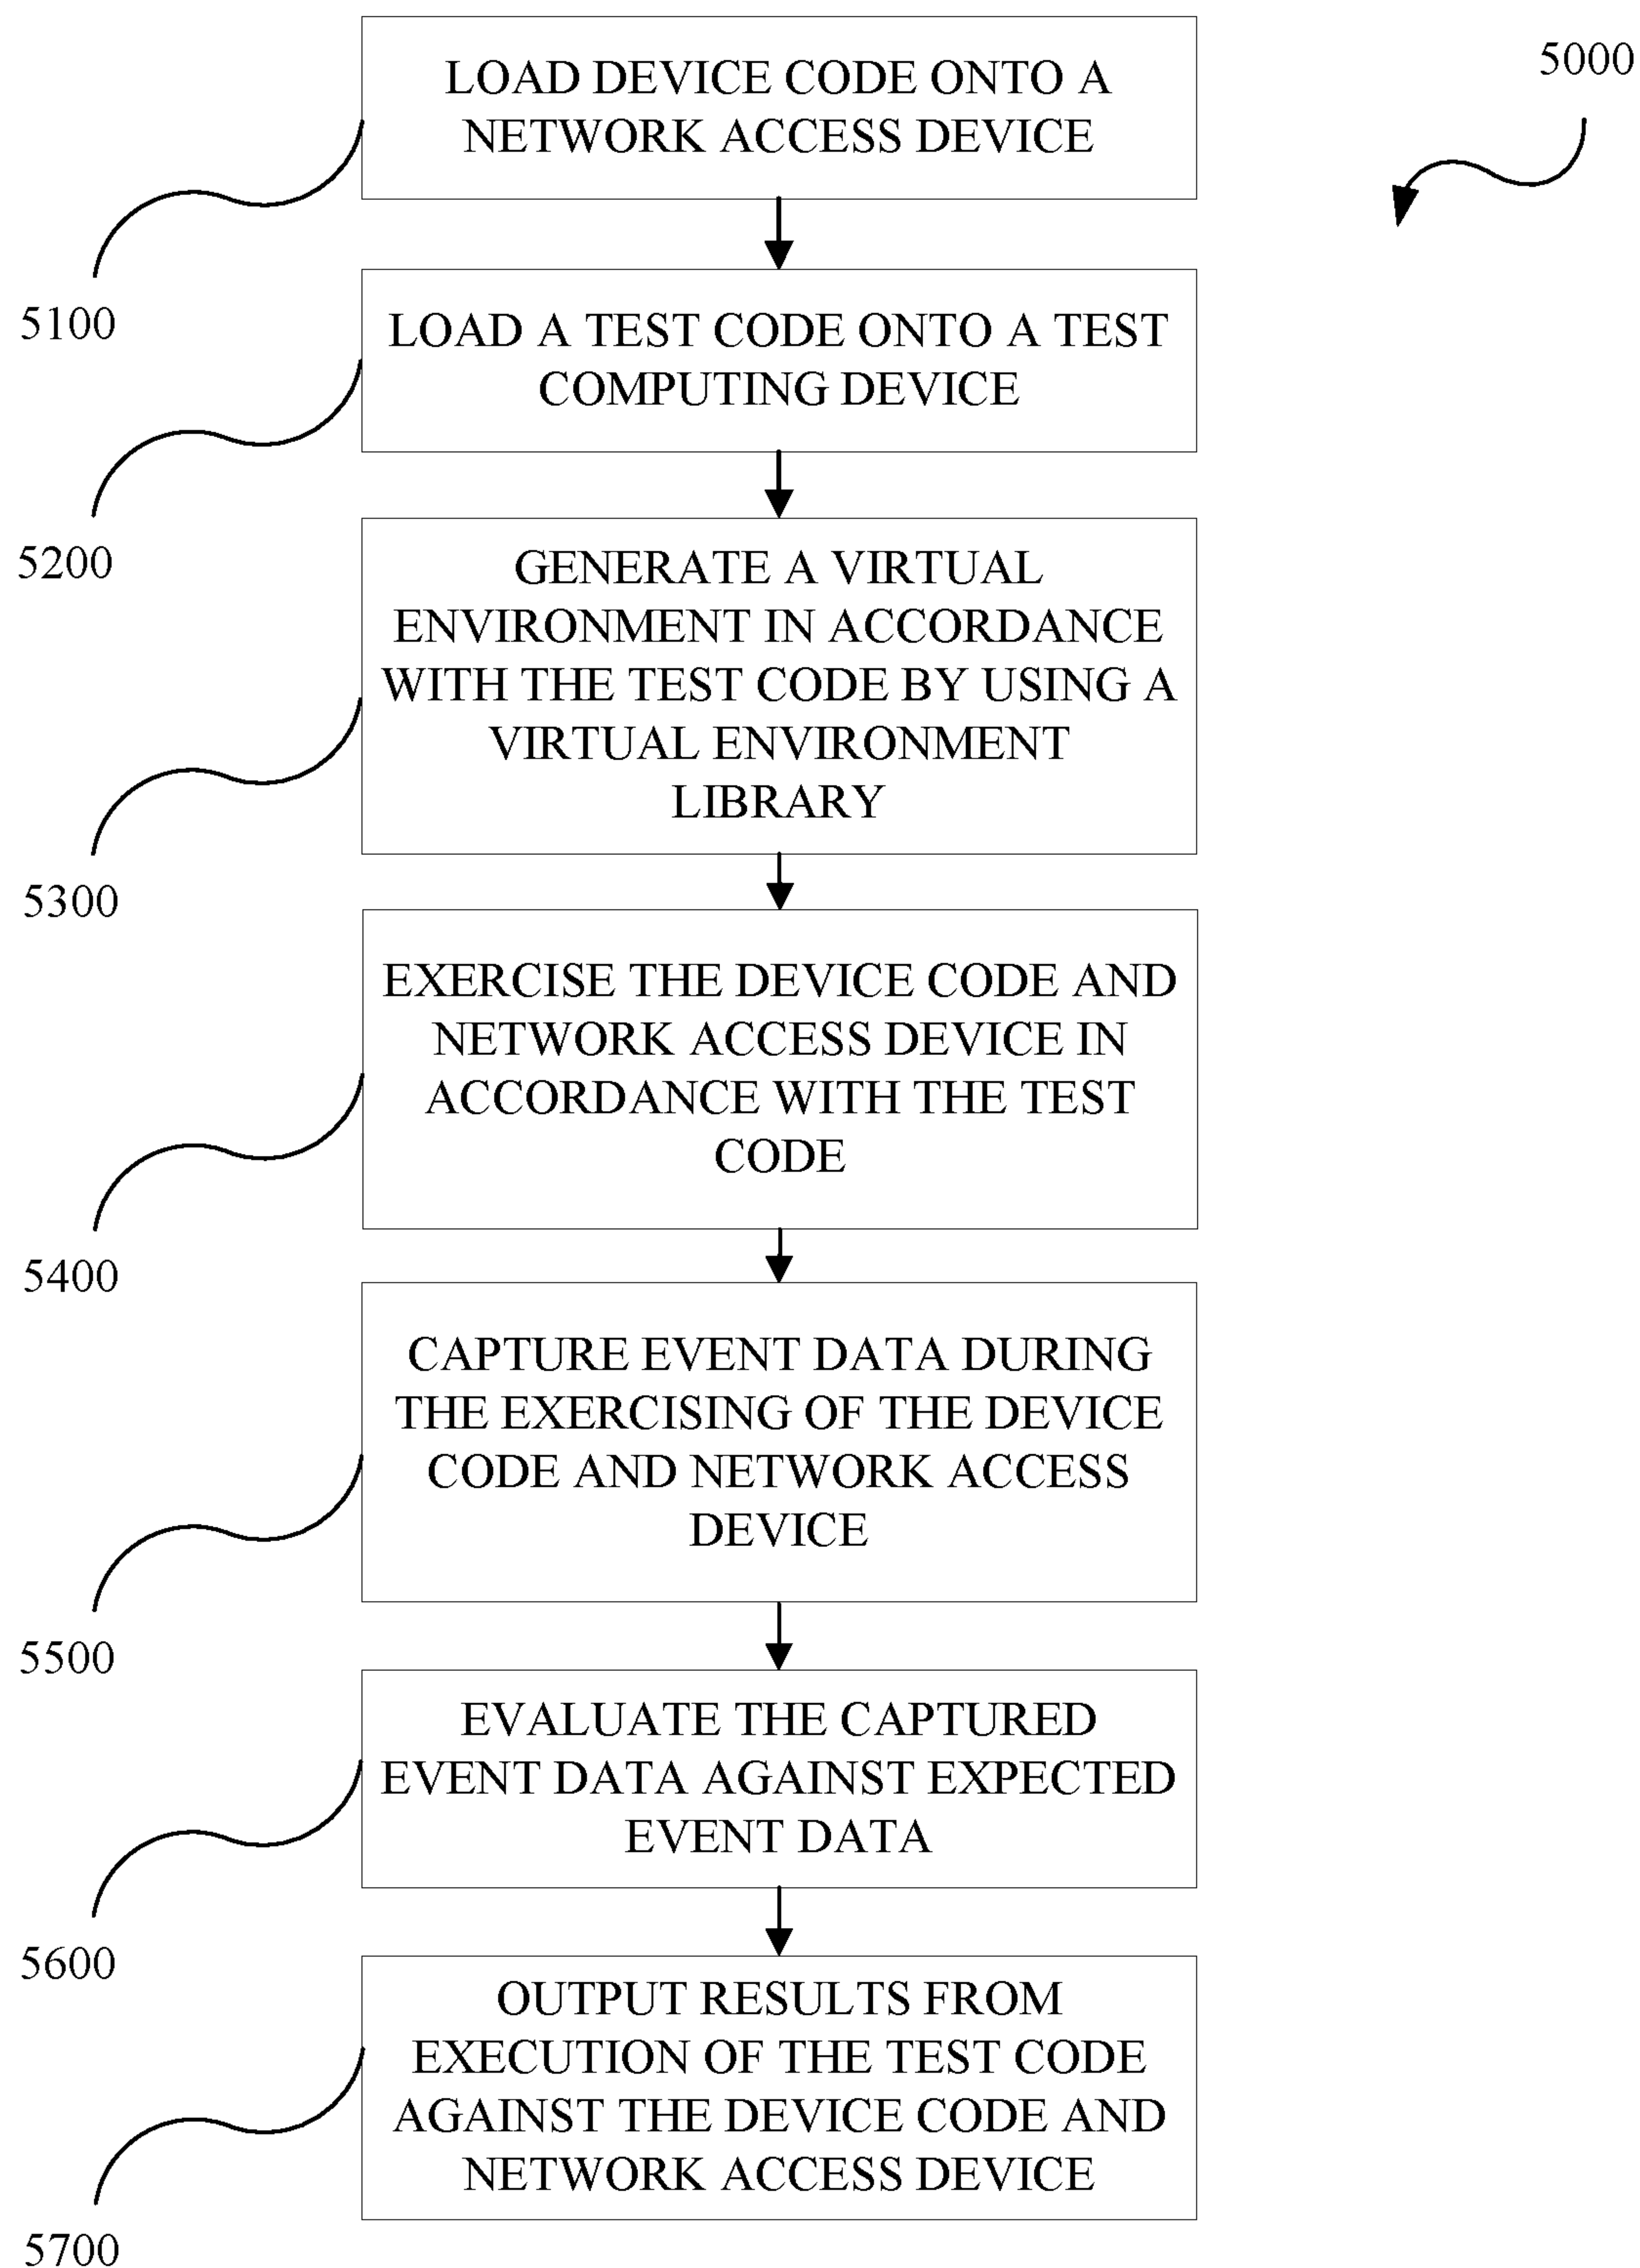 LOAD DEVICE CODE ONTO A
NETWORK ACCESS DEVICE
5000
5100
LOAD A TEST CODE ONTO A TEST
COMPUTING DEVICE
5200
GENERATE A VIRTUAL
ENVIRONMENT IN ACCORDANCE
WITH THE TEST CODE BY USING A
VIRTUAL ENVIRONMENT
LIBRARY
5300
EXERCISE THE DEVICE CODE AND
NETWORK ACCESS DEVICE IN
ACCORDANCE WITH THE TEST
CODE
5400
CAPTURE EVENT DATA DURING
THE EXERCISING OF THE DEVICE
CODE AND NETWORK ACCESS
DEVICE
5500
EVALUATE THE CAPTURED
EVENT DATA AGAINST EXPECTED
EVENT DATA
5600
OUTPUT RESULTS FROM
EXECUTION OF THE TEST CODE
AGAINST THE DEVICE CODE AND
NETWORK ACCESS DEVICE
5700